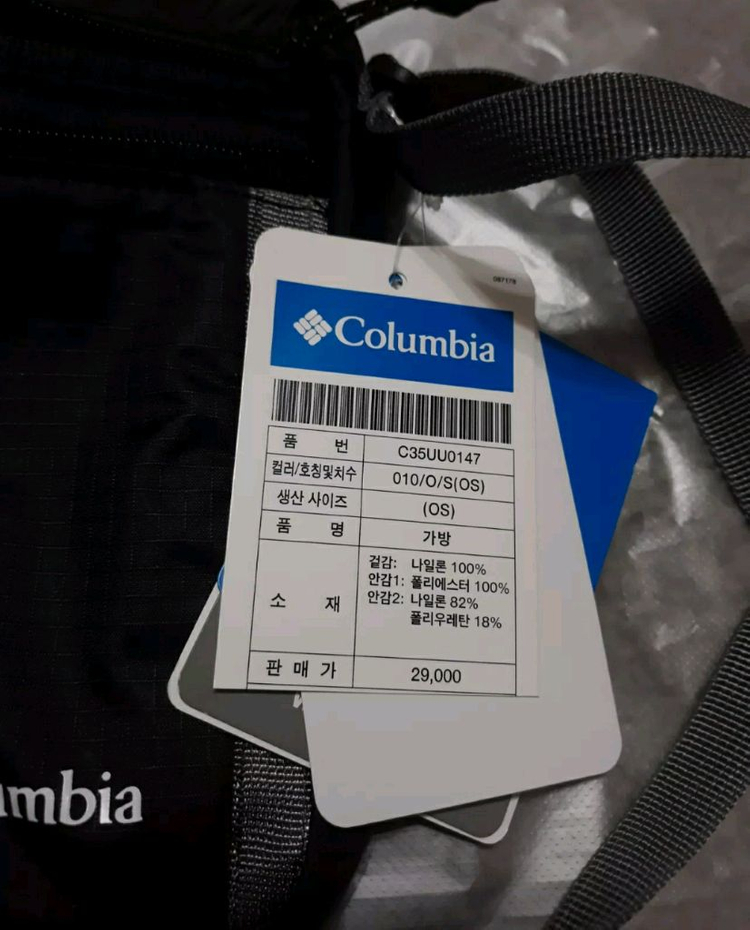 087178
Columbia
품 번 C35UU0147
컬러/호칭및치수 010/O/S(OS)
생산 사이즈 (OS)
품 명 가방
소 재 겉감: 나일론 100%
안감1: 폴리에스터 100%
안감2: 나일론 82%
폴리우레탄 18%
판 매 가 29,000
umbia